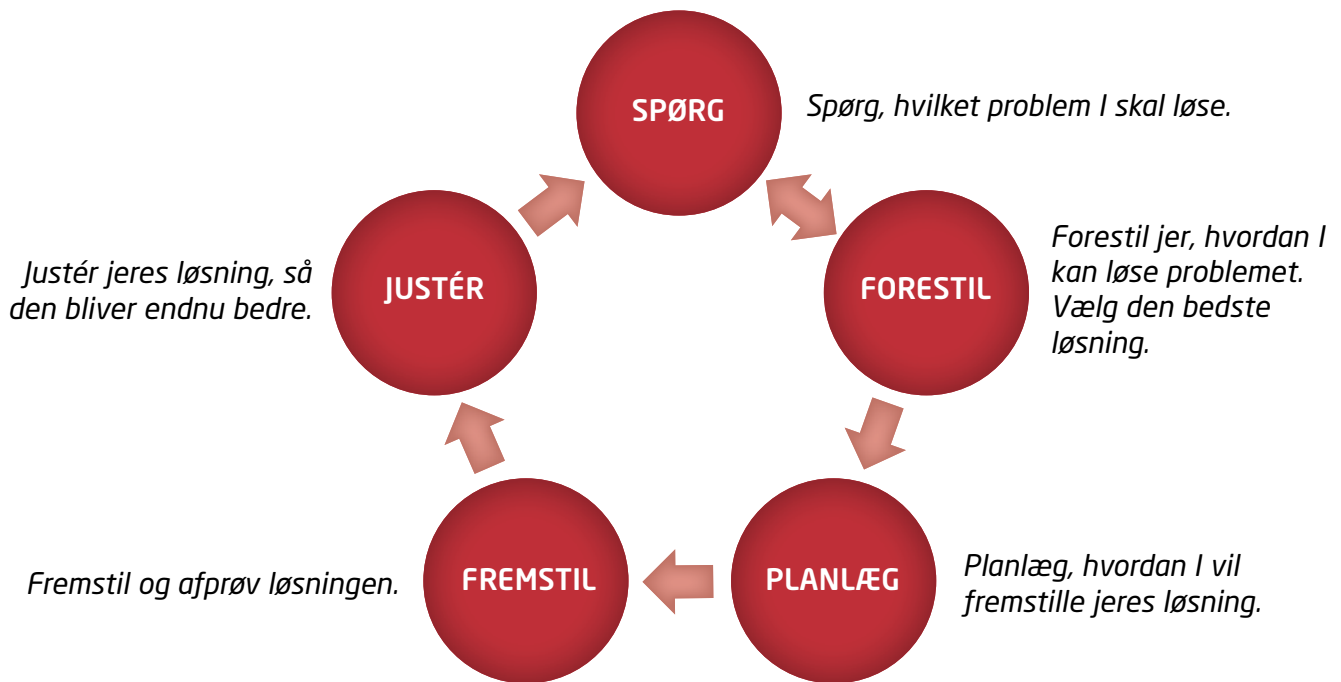 SPØRG
Spørg, hvilket problem I skal løse.
FORESTIL
Forestil jer, hvordan I
kan løse problemet.
Vælg den bedste
løsning.
PLANLÆG
Planlæg, hvordan I vil
fremstille jeres løsning.
FREMSTIL
Fremstil og afprøv løsningen.
JUSTÉR
Justér jeres løsning, så
den bliver endnu bedre.